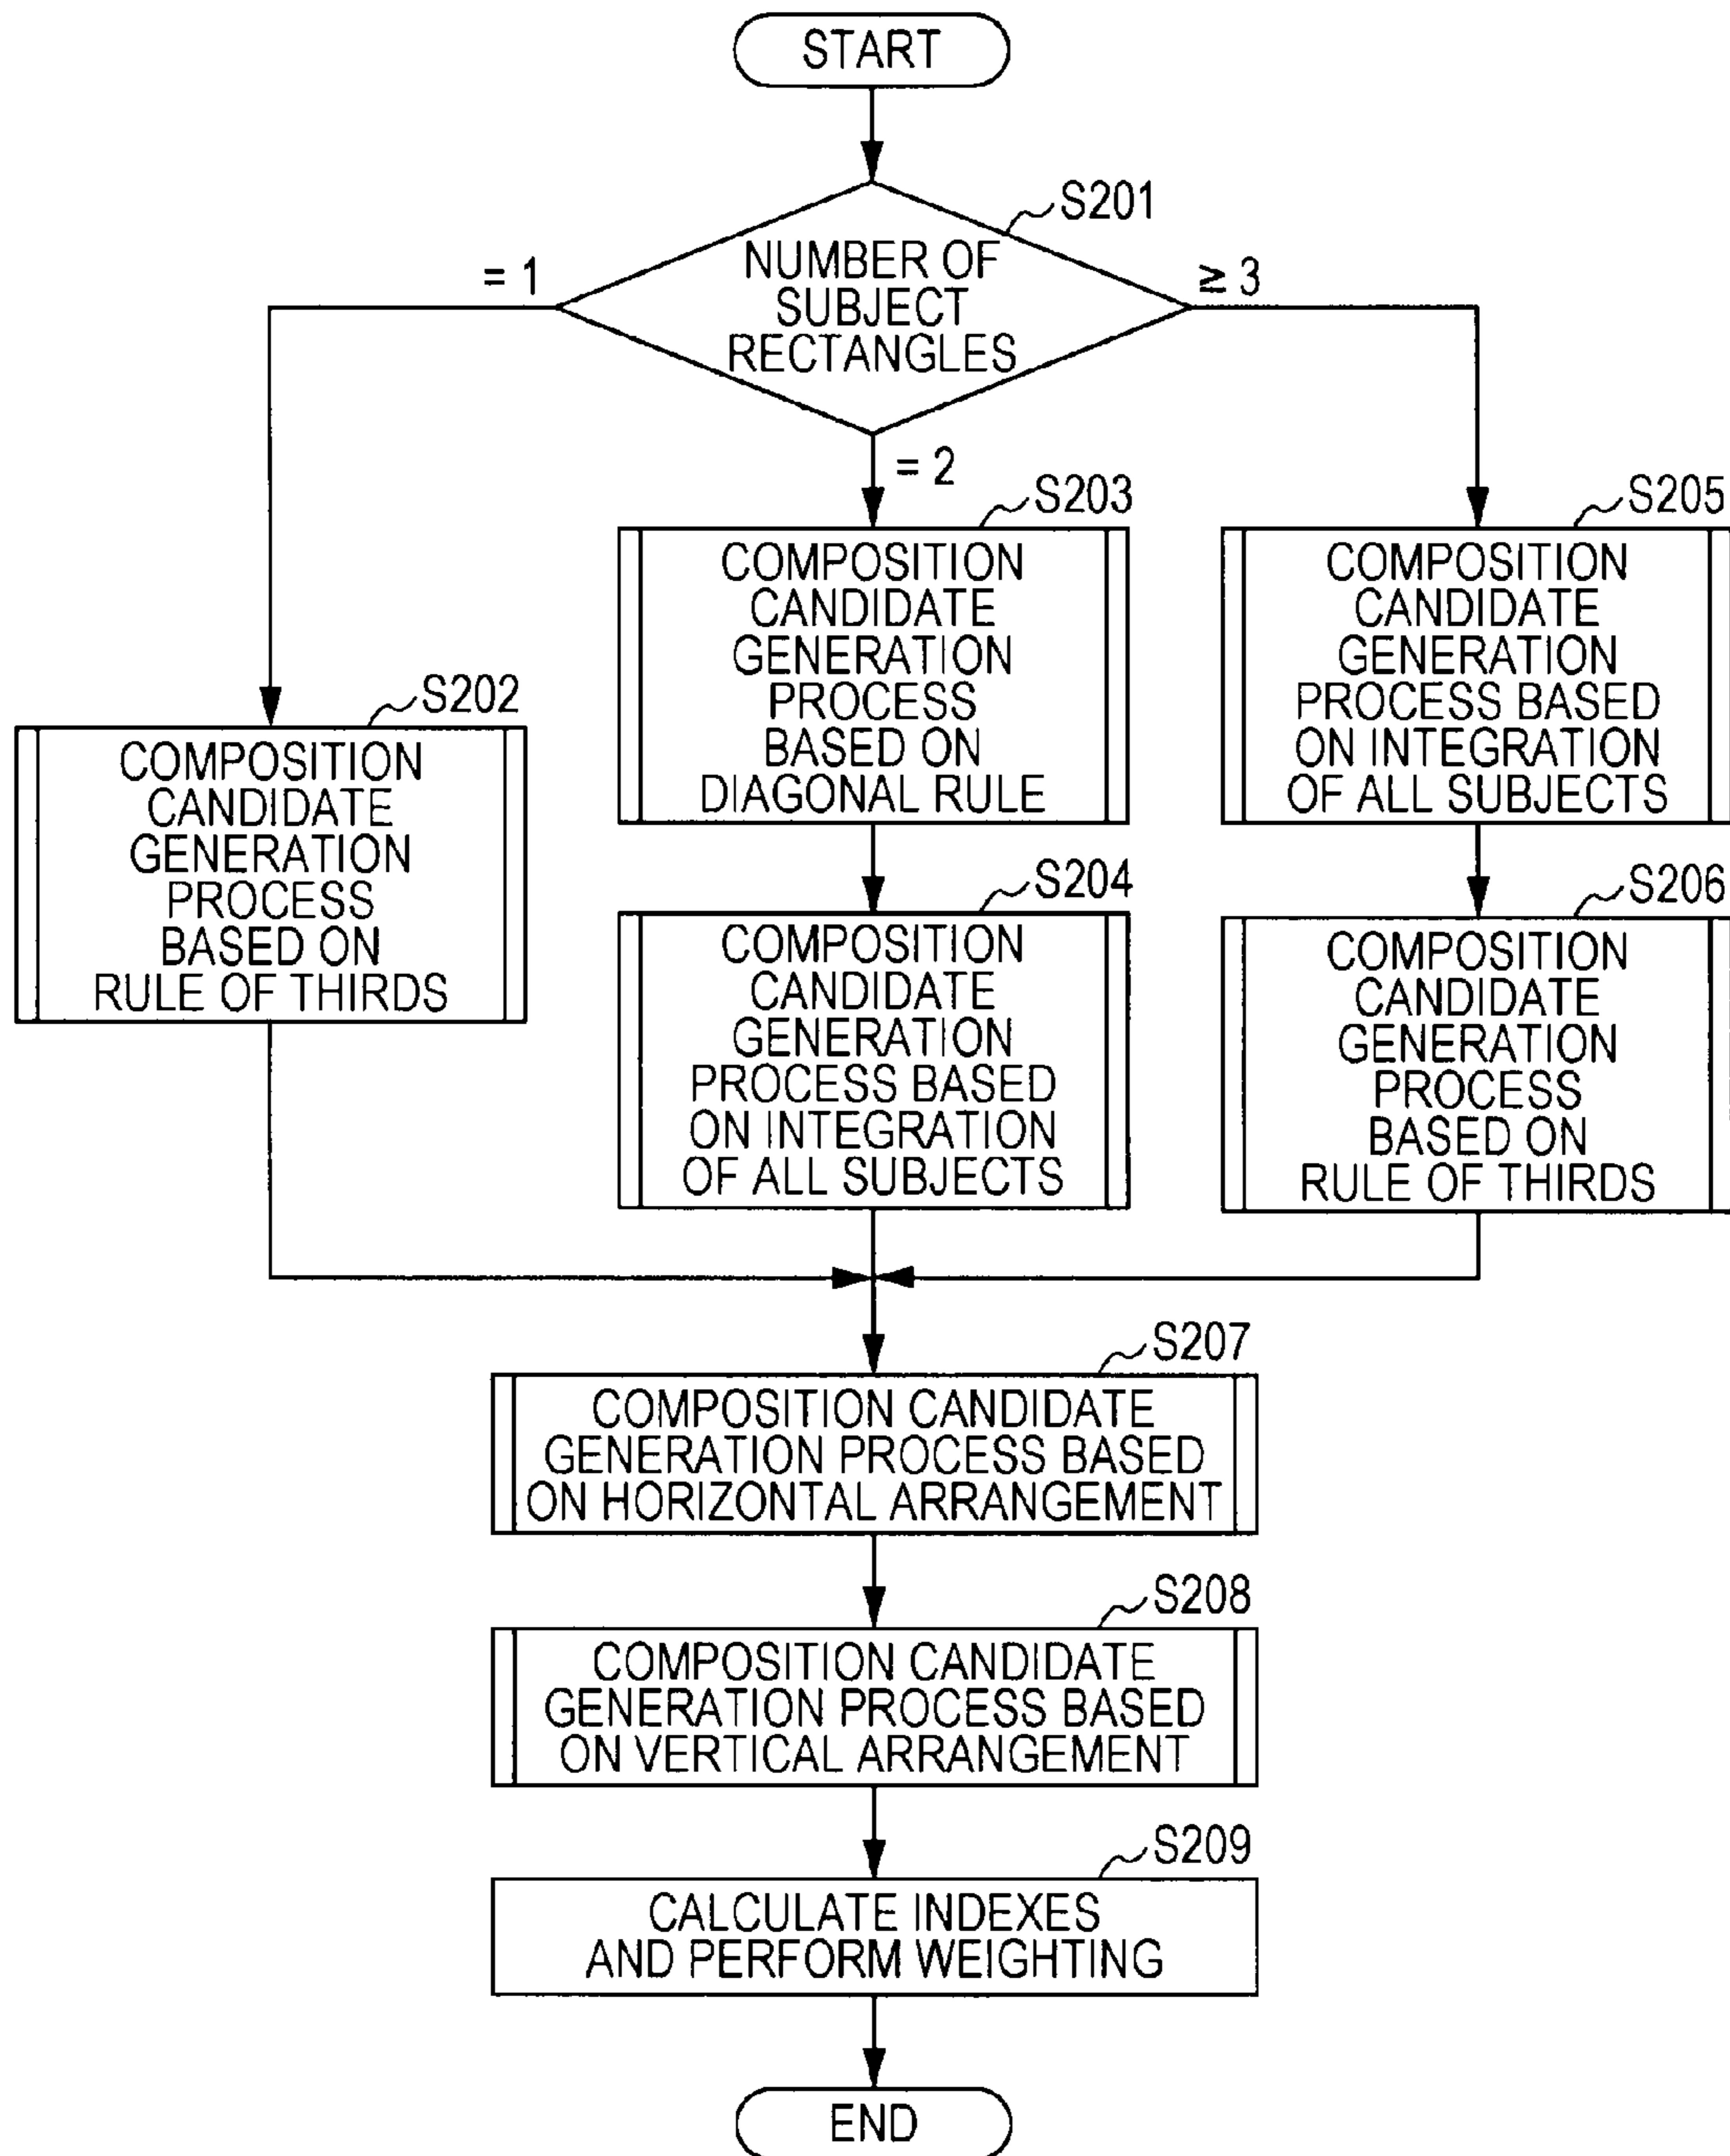 START
S201
NUMBER OF
SUBJECT
RECTANGLES
= 1
≥ 3
= 2
S202
COMPOSITION
CANDIDATE
GENERATION
PROCESS
BASED ON
RULE OF THIRDS
S203
COMPOSITION
CANDIDATE
GENERATION
PROCESS
BASED ON
DIAGONAL RULE
S204
COMPOSITION
CANDIDATE
GENERATION
PROCESS BASED
ON INTEGRATION
OF ALL SUBJECTS
S205
COMPOSITION
CANDIDATE
GENERATION
PROCESS BASED
ON INTEGRATION
OF ALL SUBJECTS
S206
COMPOSITION
CANDIDATE
GENERATION
PROCESS
BASED ON
RULE OF THIRDS
S207
COMPOSITION CANDIDATE
GENERATION PROCESS BASED
ON HORIZONTAL ARRANGEMENT
S208
COMPOSITION CANDIDATE
GENERATION PROCESS BASED
ON VERTICAL ARRANGEMENT
S209
CALCULATE INDEXES
AND PERFORM WEIGHTING
END